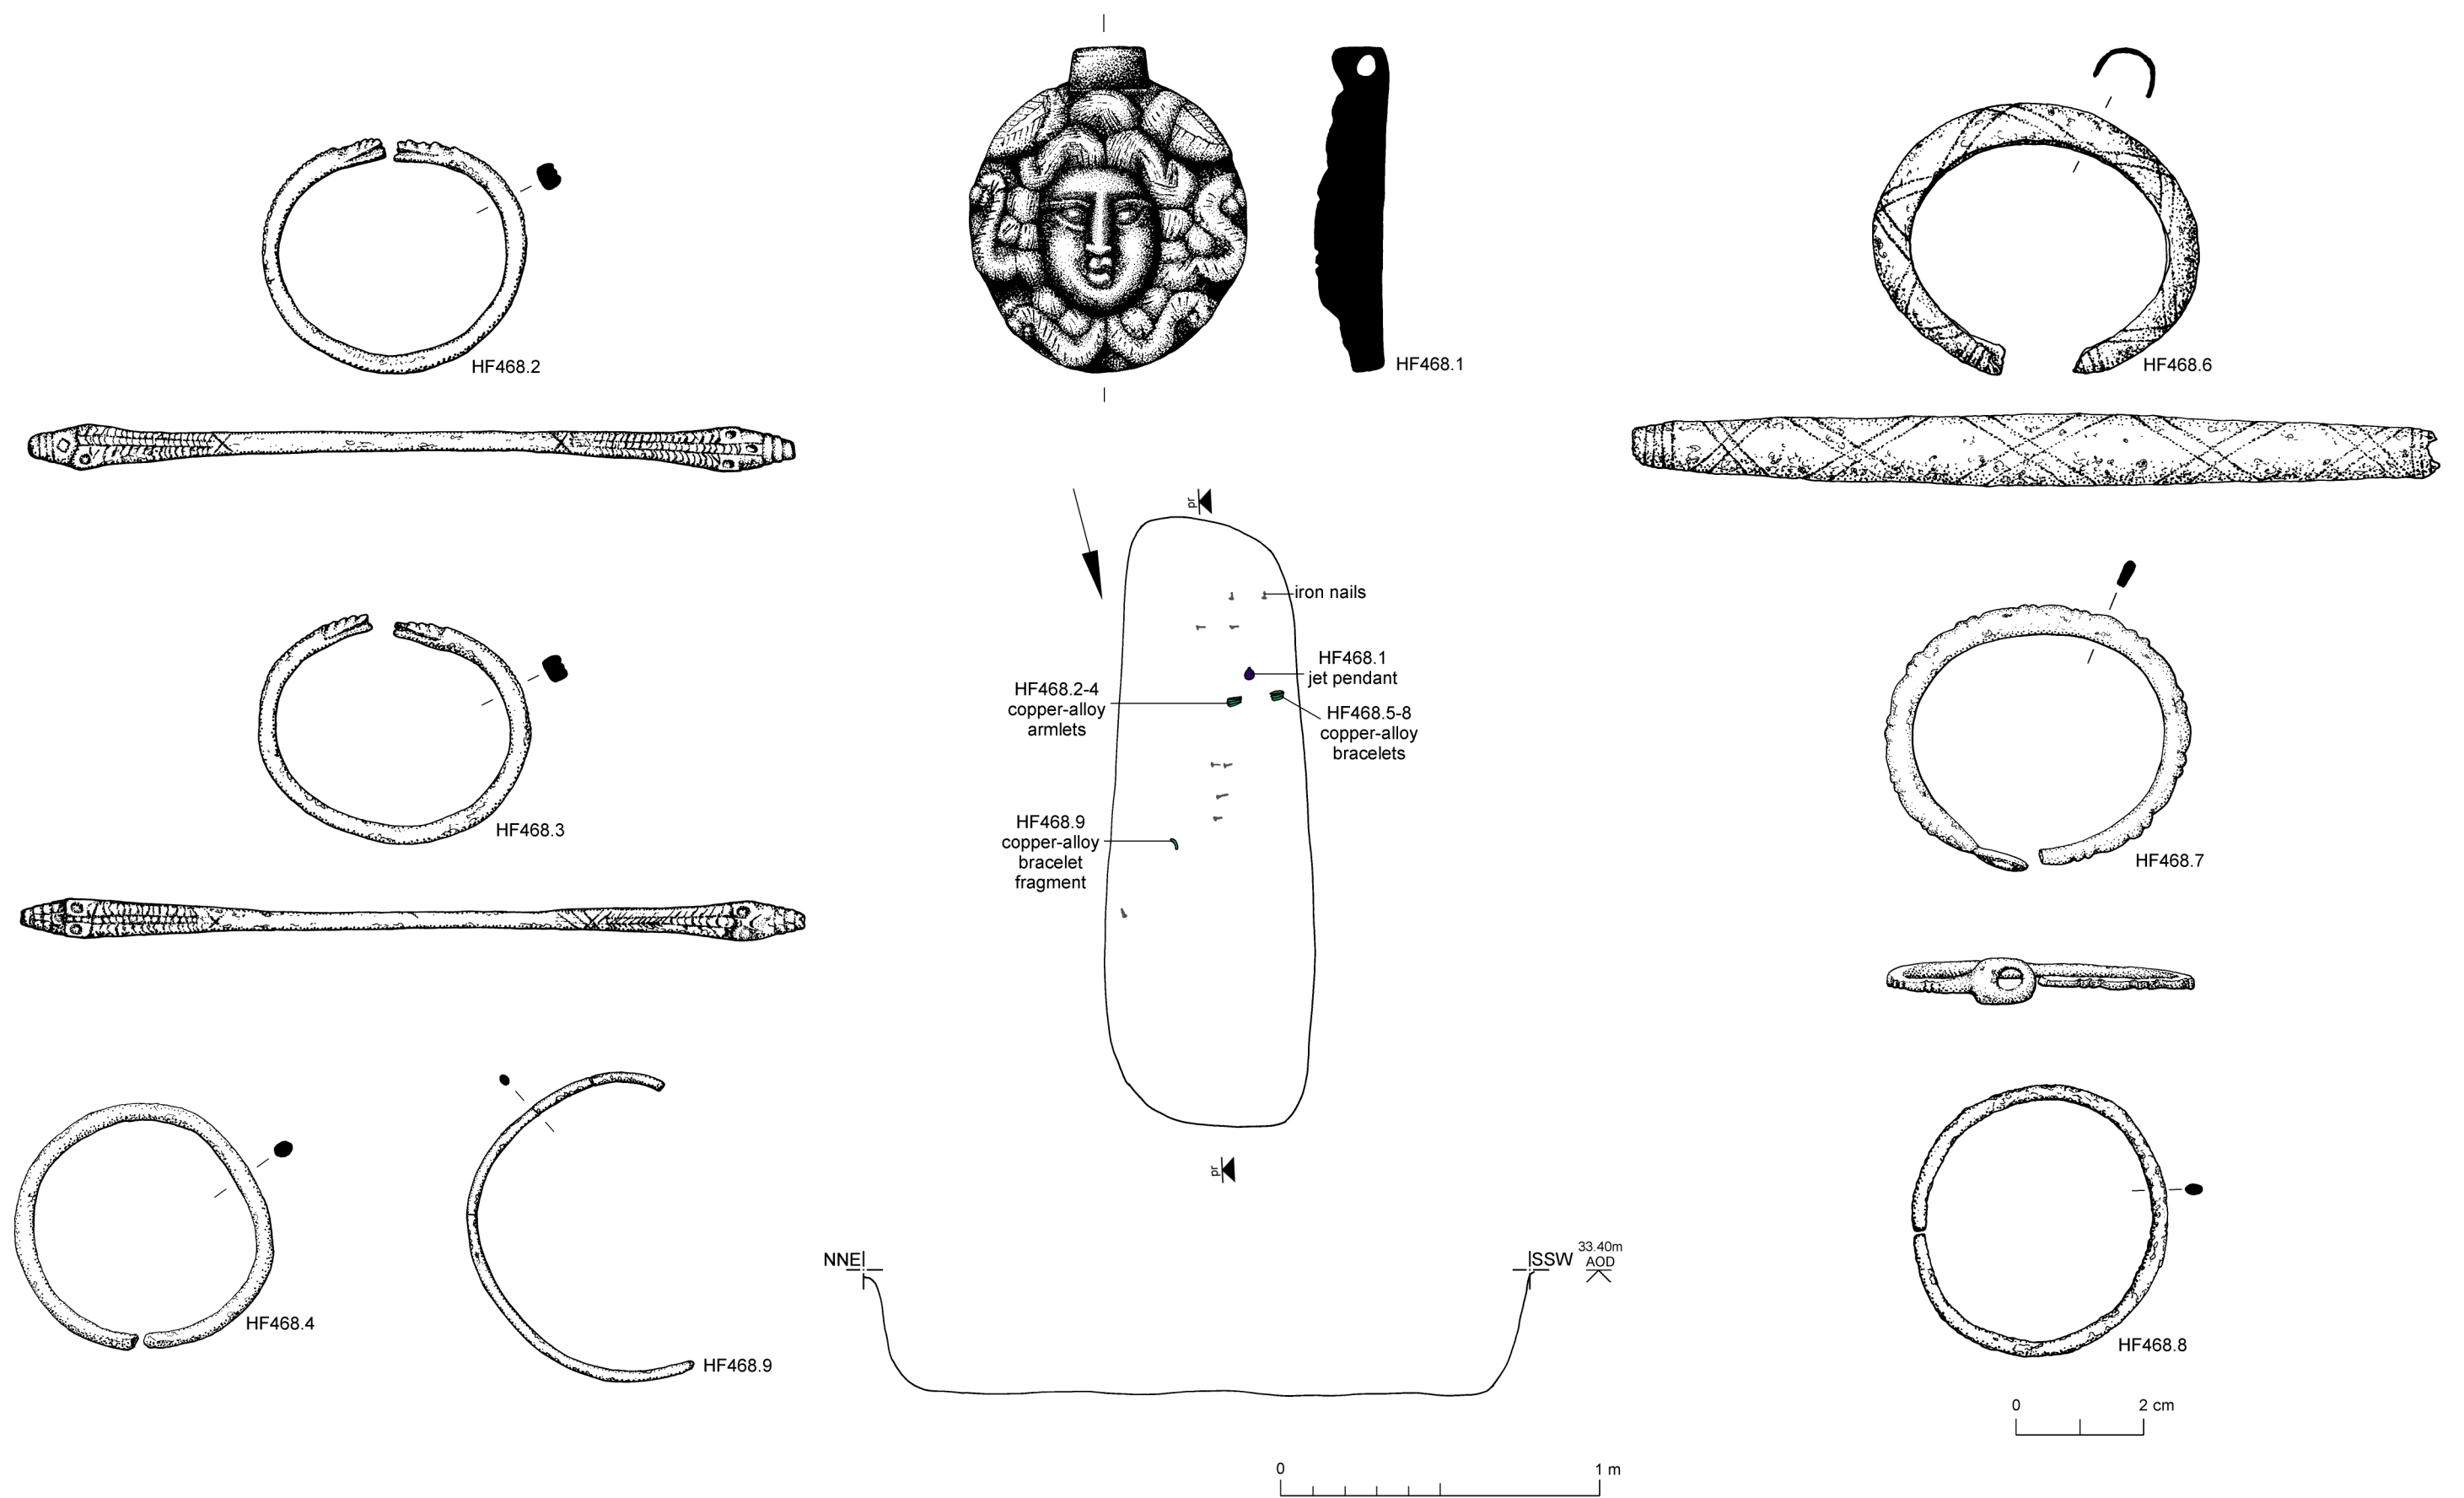 HF468.2
HF468.1
HF468.6
pr
iron nails
HF468.1
jet pendant
HF468.2-4
copper-alloy
armlets
HF468.5-8
copper-alloy
bracelets
HF468.3
HF468.9
copper-alloy
bracelet
fragment
HF468.7
pr
NNE
SSW
33.40m
AOD
HF468.4
HF468.9
HF468.8
0 2 cm
0 1 m